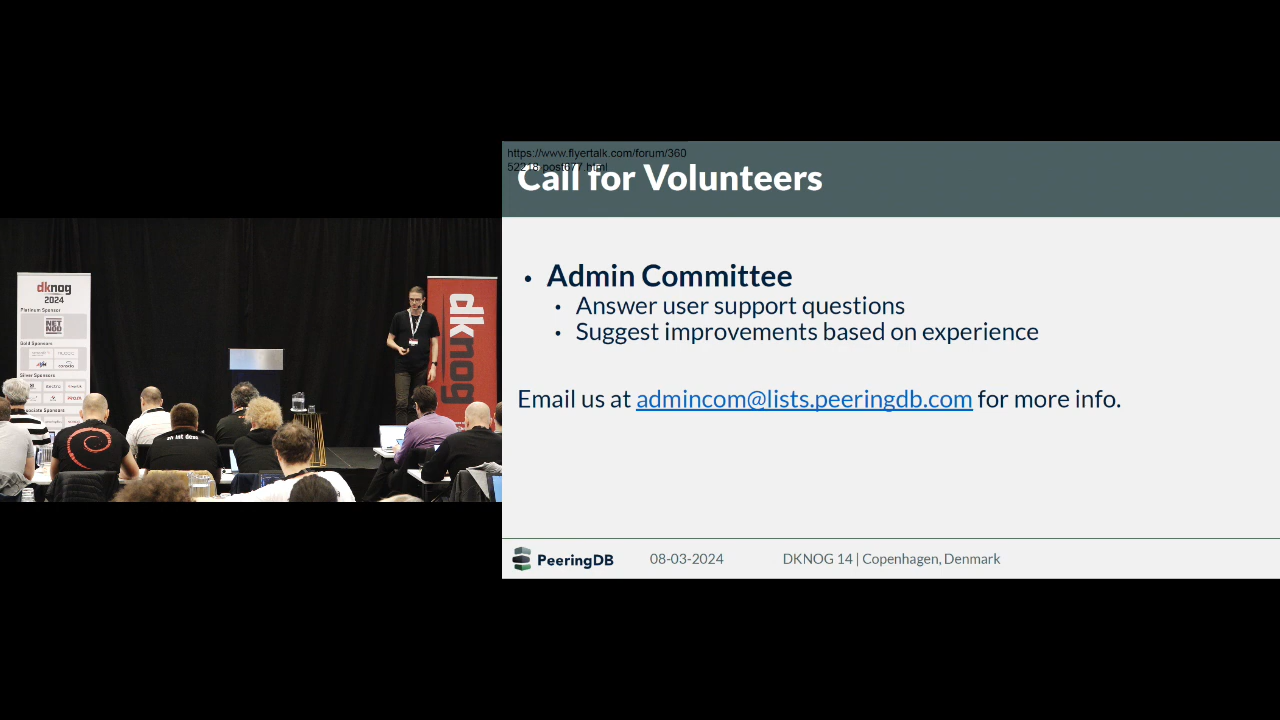 dknog
2024
Platinum Sponsor
NET
NOD
Gold Sponsors
Silver Sponsors
dknog
https://www.flyertalk.com/forum/360
Call for Volunteers
• Admin Committee
• Answer user support questions
• Suggest improvements based on experience
Email us at admincom@lists.peeringdb.com for more info.
PeeringDB
08-03-2024
DKNOG 14 | Copenhagen, Denmark